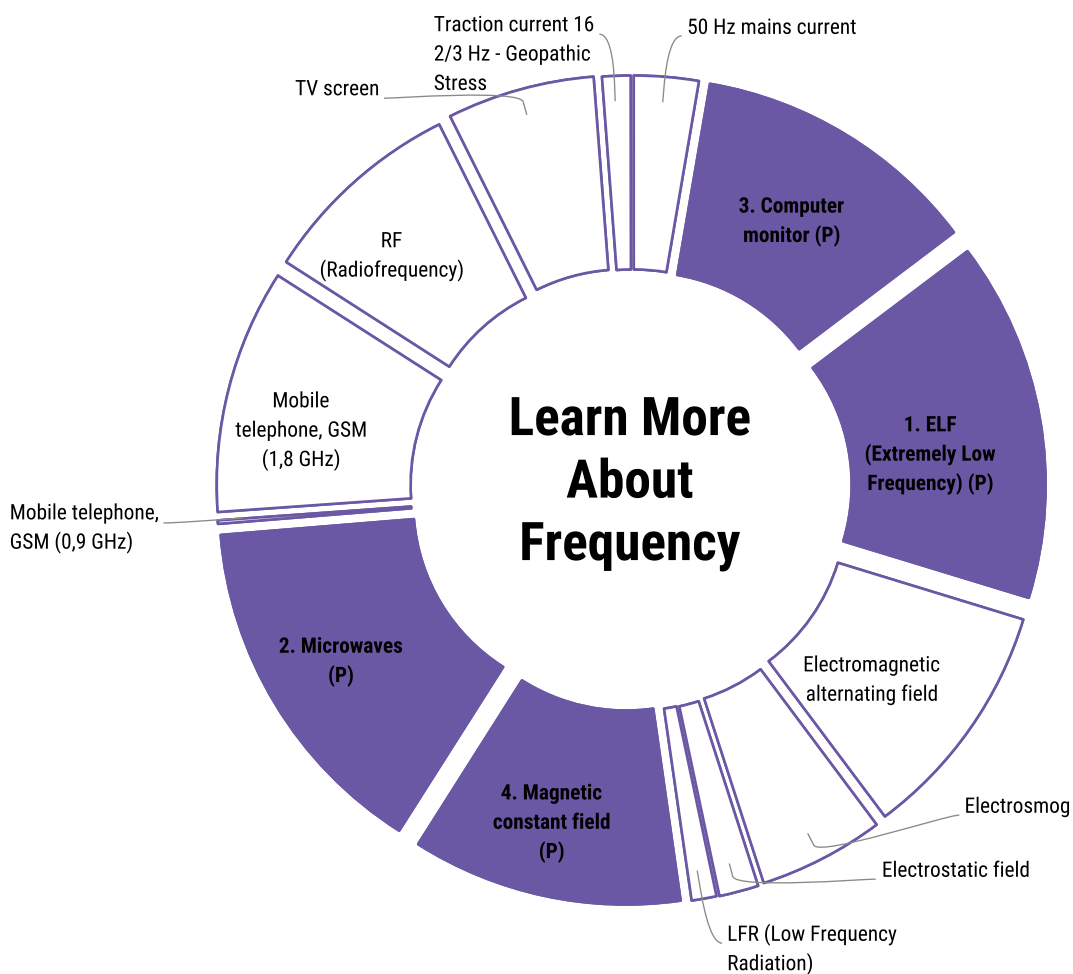 Traction current 16
2/3 Hz - Geopathic
Stress
50 Hz mains current
TV screen
3. Computer
monitor (P)
RF
(Radiofrequency)
1. ELF
(Extremely Low
Frequency) (P)
Mobile
telephone, GSM
(1,8 GHz)
Learn More
About
Frequency
Mobile telephone,
GSM (0,9 GHz)
2. Microwaves
(P)
Electromagnetic
alternating field
4. Magnetic
constant field
(P)
Electrosmog
Electrostatic field
LFR (Low Frequency
Radiation)